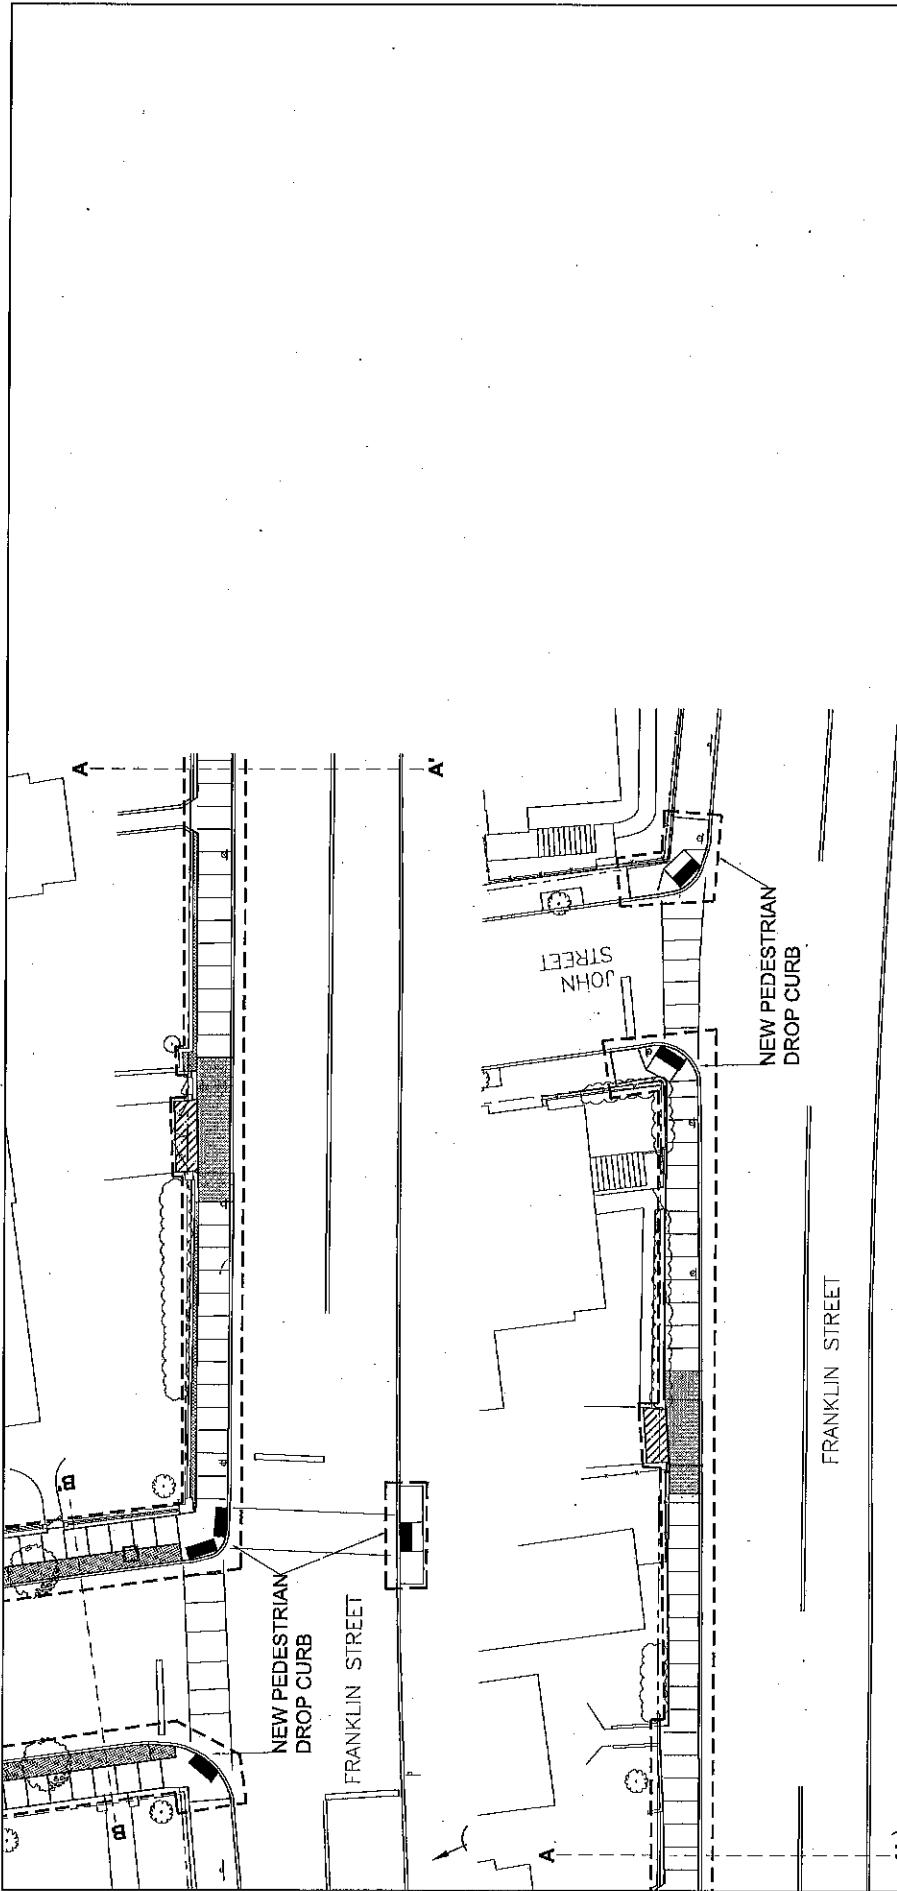 A
A'
B'
NEW PEDESTRIAN
DROP CURB
FRANKLIN STREET
B
JOHN
STREET
NEW PEDESTRIAN
DROP CURB
FRANKLIN STREET
A